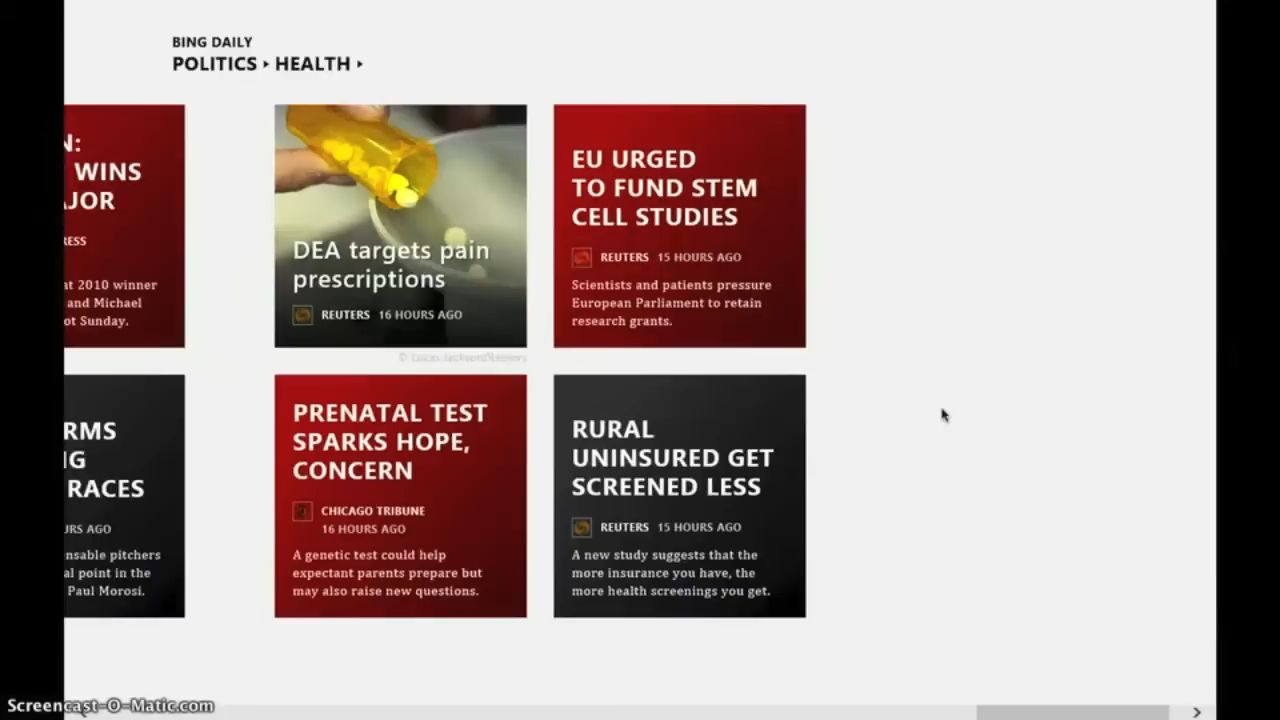 BING DAILY
POLITICS ▸ HEALTH ▸
N:
WINS
AJOR
RESS
at 2010 winner
and Michael
ot Sunday.
DEA targets pain
prescriptions
REUTERS 16 HOURS AGO
© Lucas Jackson/Reuters
EU URGED
TO FUND STEM
CELL STUDIES
REUTERS 15 HOURS AGO
Scientists and patients pressure
European Parliament to retain
research grants.
RMS
IG
RACES
URS AGO
nsable pitchers
al point in the
Paul Morosi.
PRENATAL TEST
SPARKS HOPE,
CONCERN
CHICAGO TRIBUNE
16 HOURS AGO
A genetic test could help
expectant parents prepare but
may also raise new questions.
RURAL
UNINSURED GET
SCREENED LESS
REUTERS 15 HOURS AGO
A new study suggests that the
more insurance you have, the
more health screenings you get.
Screencast-O-Matic.com